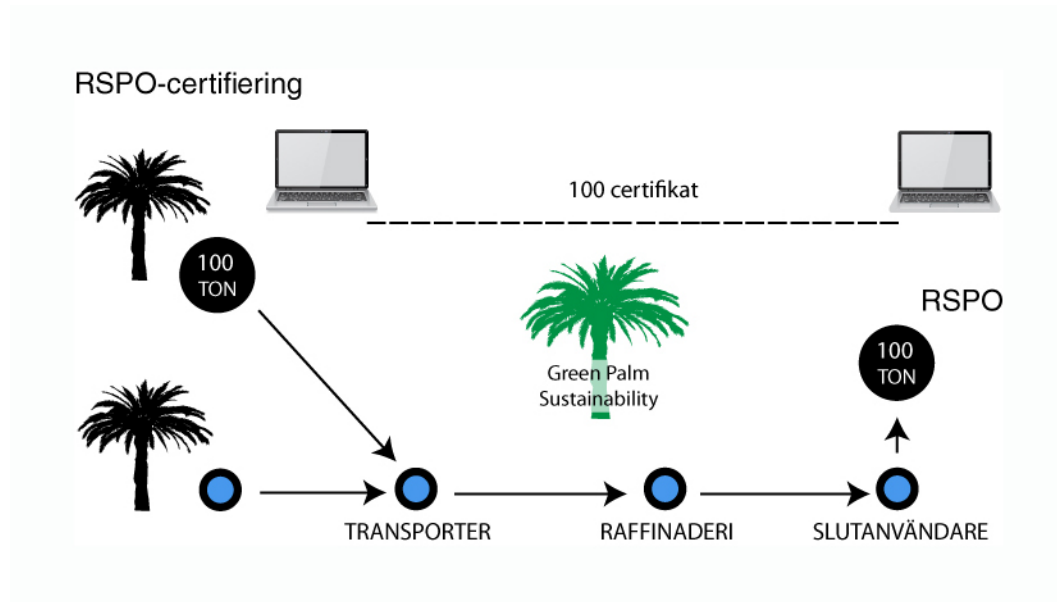 RSPO-certifiering
100 certifikat
100
TON
RSPO
100
TON
Green Palm
Sustainability
TRANSPORTER
RAFFINADERI
SLUTANVÄNDARE